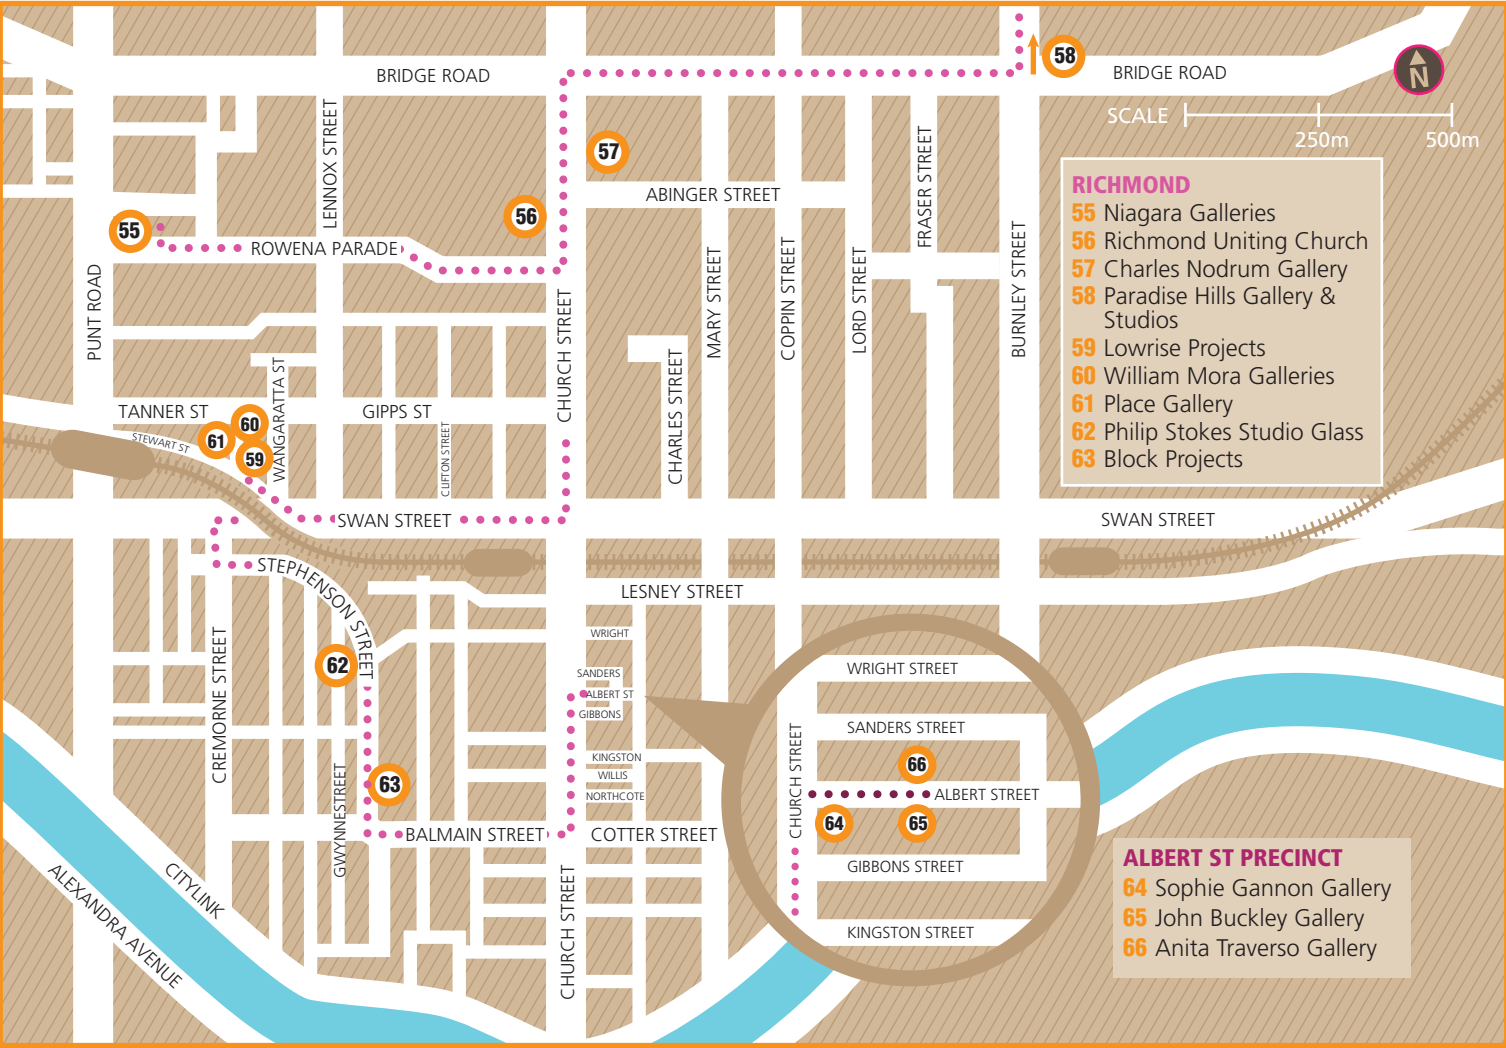 BRIDGE ROAD
58
BRIDGE ROAD
N
SCALE
250m
500m
LENNOX STREET
57
FRASER STREET
ABINGER STREET
56
55
ROWENA PARADE
PUNT ROAD
CHURCH STREET
MARY STREET
COPPIN STREET
LORD STREET
BURNLEY STREET
RICHMOND
55 Niagara Galleries
56 Richmond Uniting Church
57 Charles Nodrum Gallery
58 Paradise Hills Gallery &
Studios
59 Lowrise Projects
60 William Mora Galleries
61 Place Gallery
62 Philip Stokes Studio Glass
63 Block Projects
TANNER ST
WANGARATTA ST
GIPPS ST
CLIFTON STREET
CHARLES STREET
STEWART ST
60
61
59
SWAN STREET
SWAN STREET
STEPHENSON STREET
LESNEY STREET
CREMORNE STREET
62
WRIGHT
SANDERS
ALBERT ST
GIBBONS
KINGSTON
WILLIS
NORTHCOTE
63
GWYNNESTREET
BALMAIN STREET
COTTER STREET
CHURCH STREET
CITYLINK
ALEXANDRA AVENUE
WRIGHT STREET
SANDERS STREET
CHURCH STREET
66
ALBERT STREET
64
65
GIBBONS STREET
KINGSTON STREET
ALBERT ST PRECINCT
64 Sophie Gannon Gallery
65 John Buckley Gallery
66 Anita Traverso Gallery